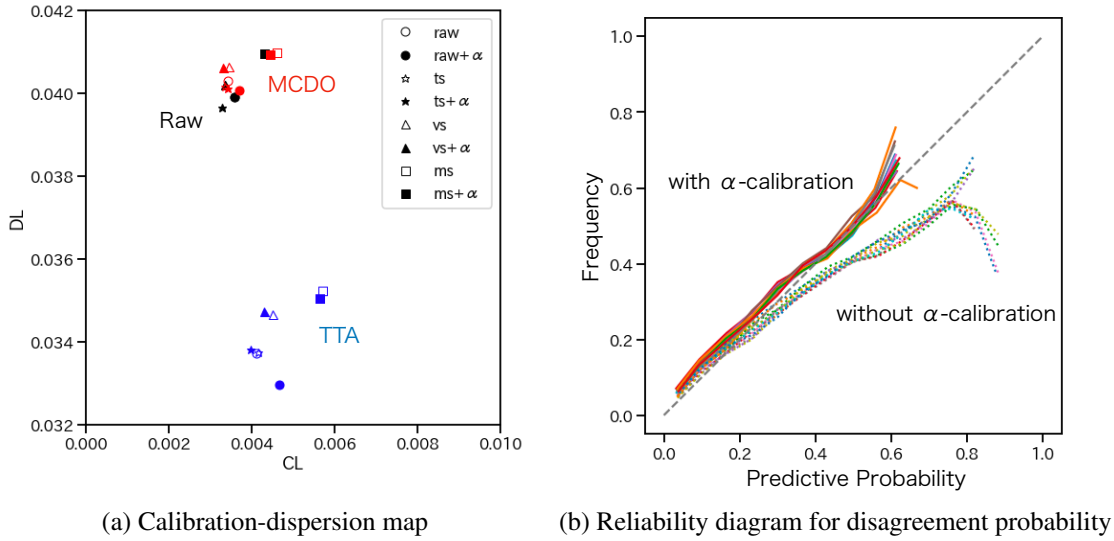 0.042
0.040
0.038
0.036
0.034
0.032
DL
0.000
0.002
0.004
0.006
0.008
0.010
CL
Raw
MCDO
TTA
raw
raw+ α
ts
ts+ α
vs
vs+ α
ms
ms+ α
(a) Calibration-dispersion map
1.0
0.8
0.6
0.4
0.2
0.0
Frequency
with α-calibration
without α-calibration
0.0
0.2
0.4
0.6
0.8
1.0
Predictive Probability
(b) Reliability diagram for disagreement probability